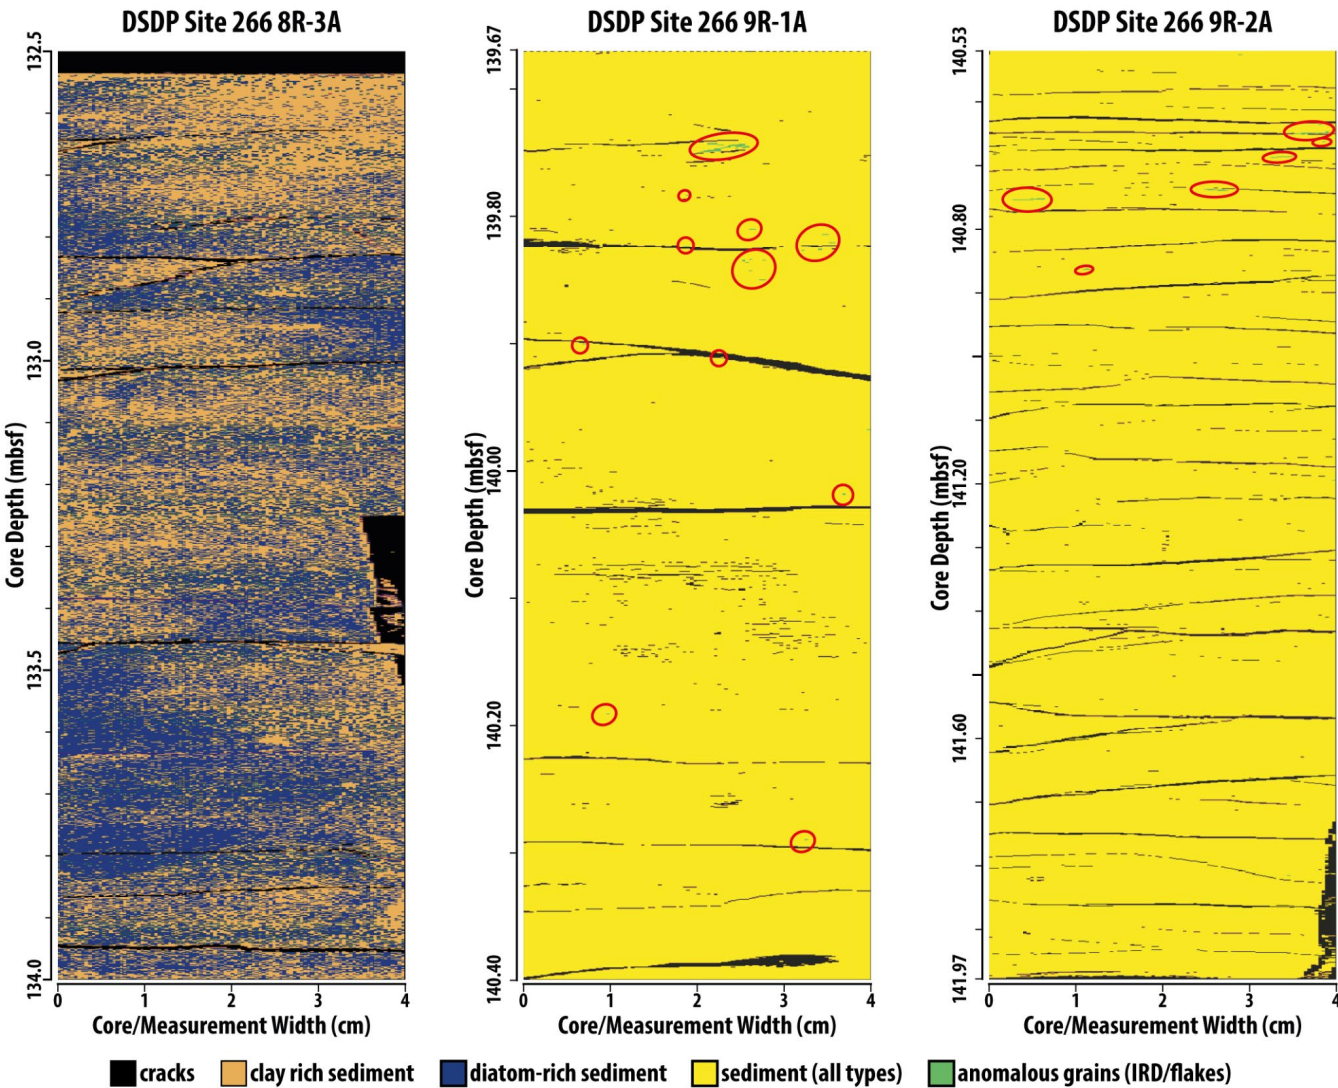 DSDP Site 266 8R-3A
DSDP Site 266 9R-1A
DSDP Site 266 9R-2A
Core Depth (mbsf)
132.5
133.0
133.5
134.0
0 1 2 3 4
Core/Measurement Width (cm)
Core Depth (mbsf)
139.67
139.80
140.00
140.20
140.40
0 1 2 3 4
Core/Measurement Width (cm)
Core Depth (mbsf)
140.53
140.80
141.20
141.60
141.97
0 1 2 3 4
Core/Measurement Width (cm)
cracks clay rich sediment diatom-rich sediment sediment (all types) anomalous grains (IRD/flakes)